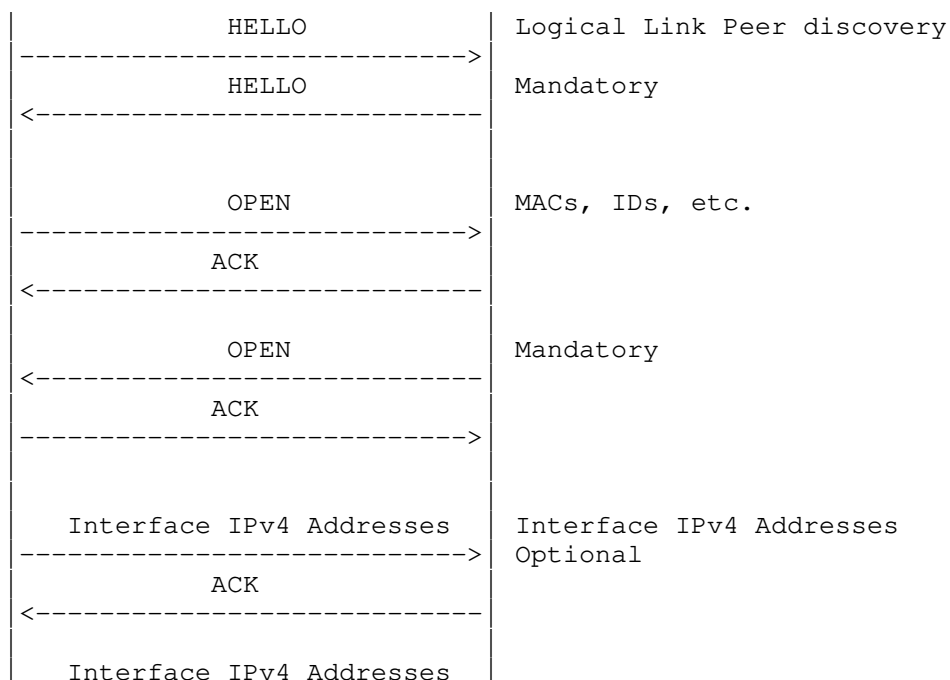 |             HELLO           | Logical Link Peer discovery
|---------------------------->|
|             HELLO           | Mandatory
|<----------------------------|
|                             |
|                             |
|             OPEN            | MACs, IDs, etc.
|---------------------------->|
|            ACK              |
|<----------------------------|
|                             |
|             OPEN            | Mandatory
|<----------------------------|
|            ACK              |
|---------------------------->|
|                             |
|                             |
|   Interface IPv4 Addresses  | Interface IPv4 Addresses
|---------------------------->| Optional
|            ACK              |
|<----------------------------|
|                             |
|   Interface IPv4 Addresses  |